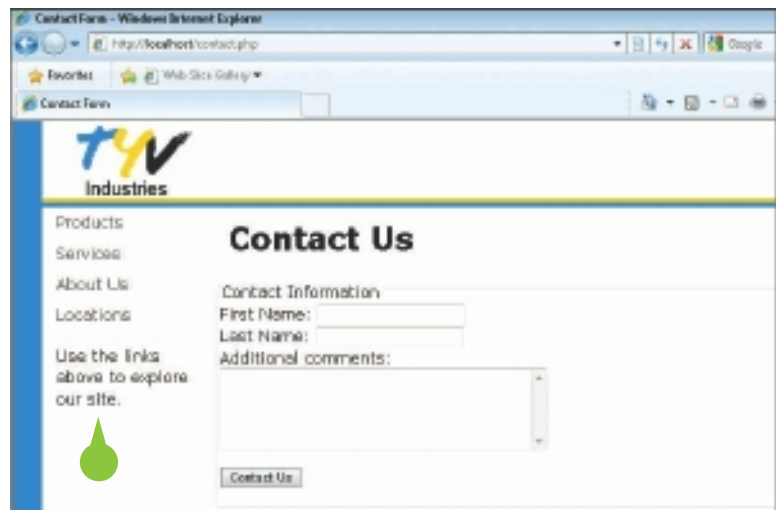 Contact Form - Windows Internet Explorer
http://localhost/contact.php
Google
Favorites Web Slice Gallery
Contact Form
TYV
Industries
Products
Services
About Us
Locations
Use the links
above to explore
our site.
Contact Us
Contact Information
First Name:
Last Name:
Additional comments:
Contact Us